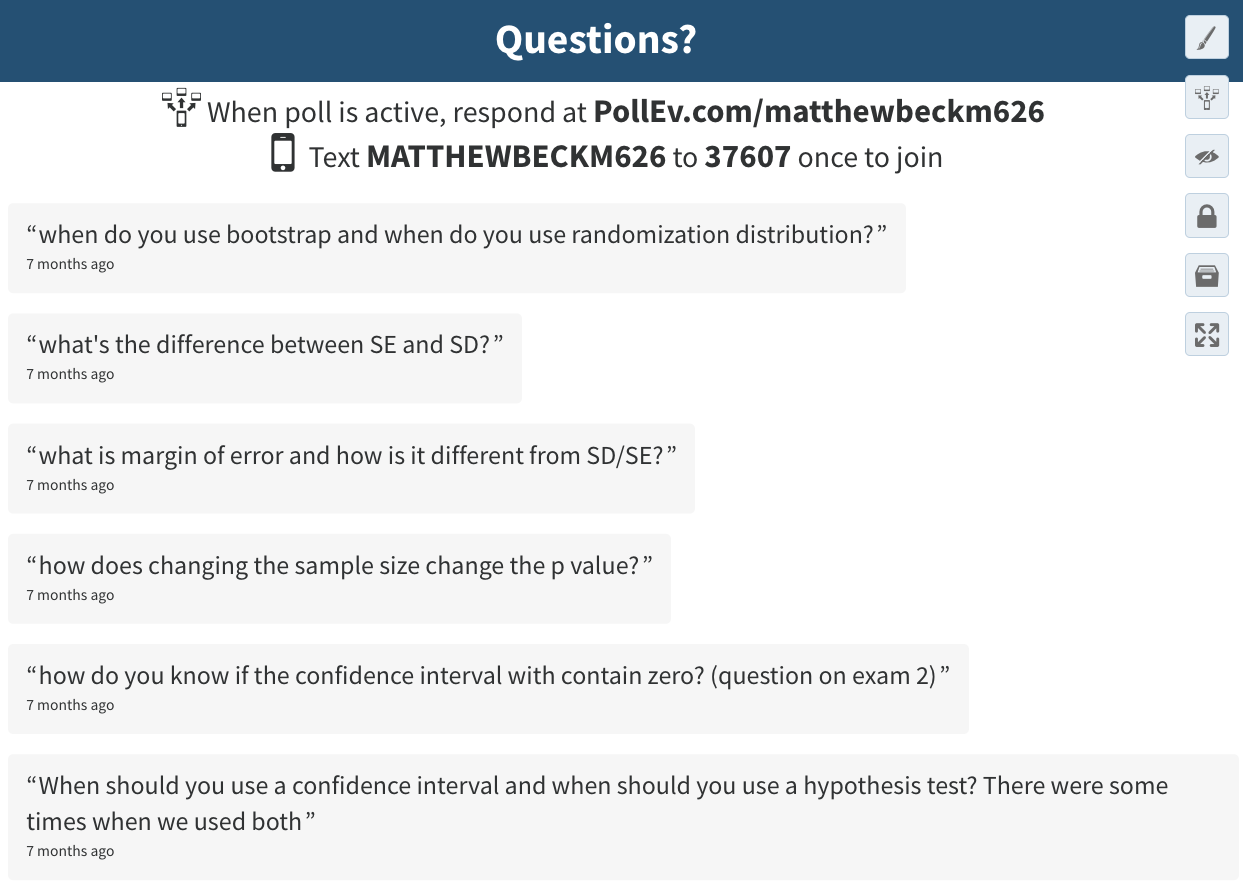 Questions?
When poll is active, respond at PollEv.com/matthewbeckm626
Text MATTHEWBECKM626 to 37607 once to join
“when do you use bootstrap and when do you use randomization distribution?”
7 months ago
“what's the difference between SE and SD?”
7 months ago
“what is margin of error and how is it different from SD/SE?”
7 months ago
“how does changing the sample size change the p value?”
7 months ago
“how do you know if the confidence interval with contain zero? (question on exam 2)”
7 months ago
“When should you use a confidence interval and when should you use a hypothesis test? There were some
times when we used both”
7 months ago